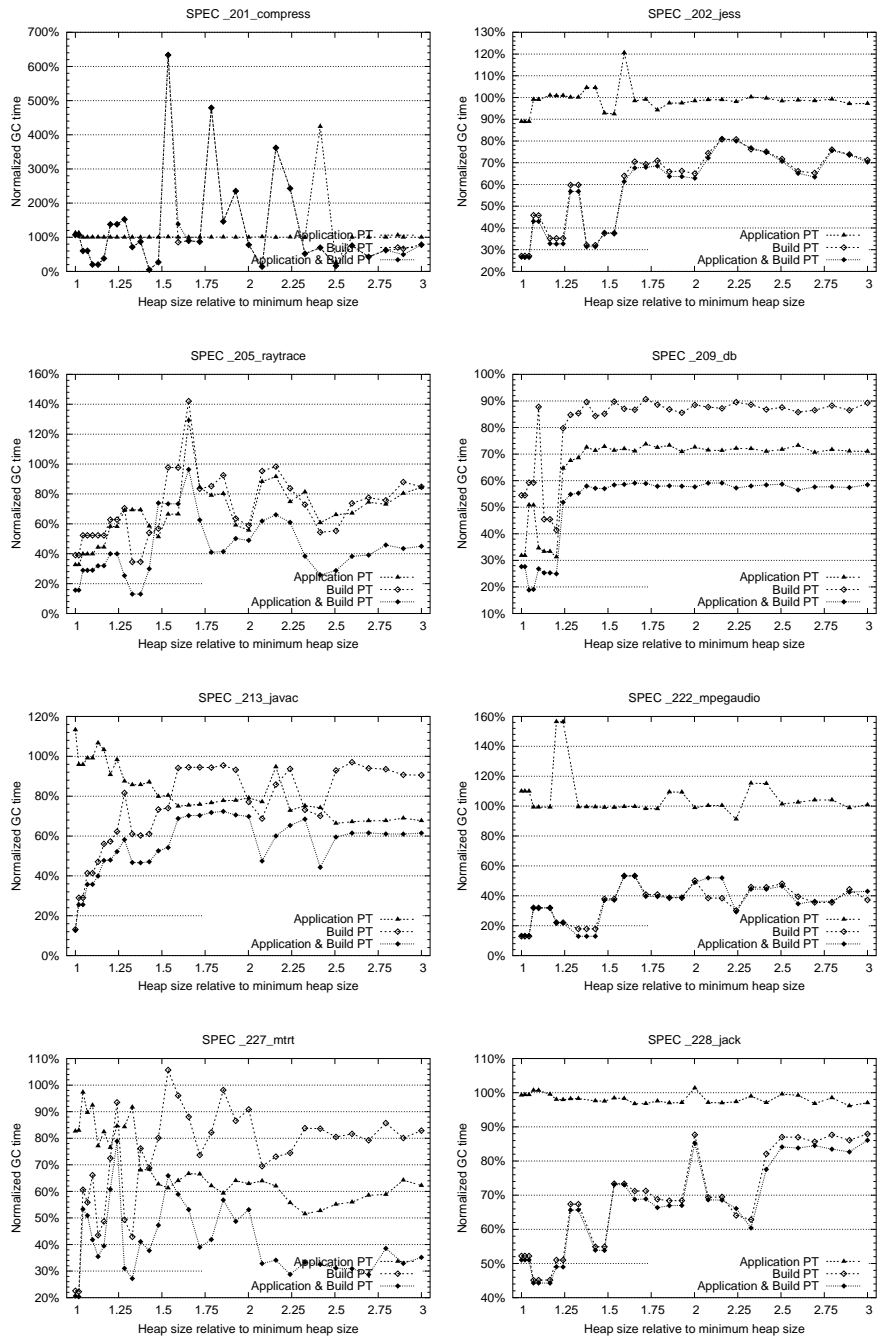 SPEC _201_compress
Normalized GC time
700%
600%
500%
400%
300%
200%
100%
0%
Application PT
Build PT
Application & Build PT
1 1.25 1.5 1.75 2 2.25 2.5 2.75 3
Heap size relative to minimum heap size
SPEC _202_jess
Normalized GC time
130%
120%
110%
100%
90%
80%
70%
60%
50%
40%
30%
20%
Application PT
Build PT
Application & Build PT
1 1.25 1.5 1.75 2 2.25 2.5 2.75 3
Heap size relative to minimum heap size
SPEC _205_raytrace
Normalized GC time
160%
140%
120%
100%
80%
60%
40%
20%
0%
Application PT
Build PT
Application & Build PT
1 1.25 1.5 1.75 2 2.25 2.5 2.75 3
Heap size relative to minimum heap size
SPEC _209_db
Normalized GC time
100%
90%
80%
70%
60%
50%
40%
30%
20%
10%
Application PT
Build PT
Application & Build PT
1 1.25 1.5 1.75 2 2.25 2.5 2.75 3
Heap size relative to minimum heap size
SPEC _213_javac
Normalized GC time
120%
100%
80%
60%
40%
20%
0%
Application PT
Build PT
Application & Build PT
1 1.25 1.5 1.75 2 2.25 2.5 2.75 3
Heap size relative to minimum heap size
SPEC _222_mpegaudio
Normalized GC time
160%
140%
120%
100%
80%
60%
40%
20%
0%
Application PT
Build PT
Application & Build PT
1 1.25 1.5 1.75 2 2.25 2.5 2.75 3
Heap size relative to minimum heap size
SPEC _227_mtrt
Normalized GC time
110%
100%
90%
80%
70%
60%
50%
40%
30%
20%
Application PT
Build PT
Application & Build PT
1 1.25 1.5 1.75 2 2.25 2.5 2.75 3
Heap size relative to minimum heap size
SPEC _228_jack
Normalized GC time
110%
100%
90%
80%
70%
60%
50%
40%
Application PT
Build PT
Application & Build PT
1 1.25 1.5 1.75 2 2.25 2.5 2.75 3
Heap size relative to minimum heap size